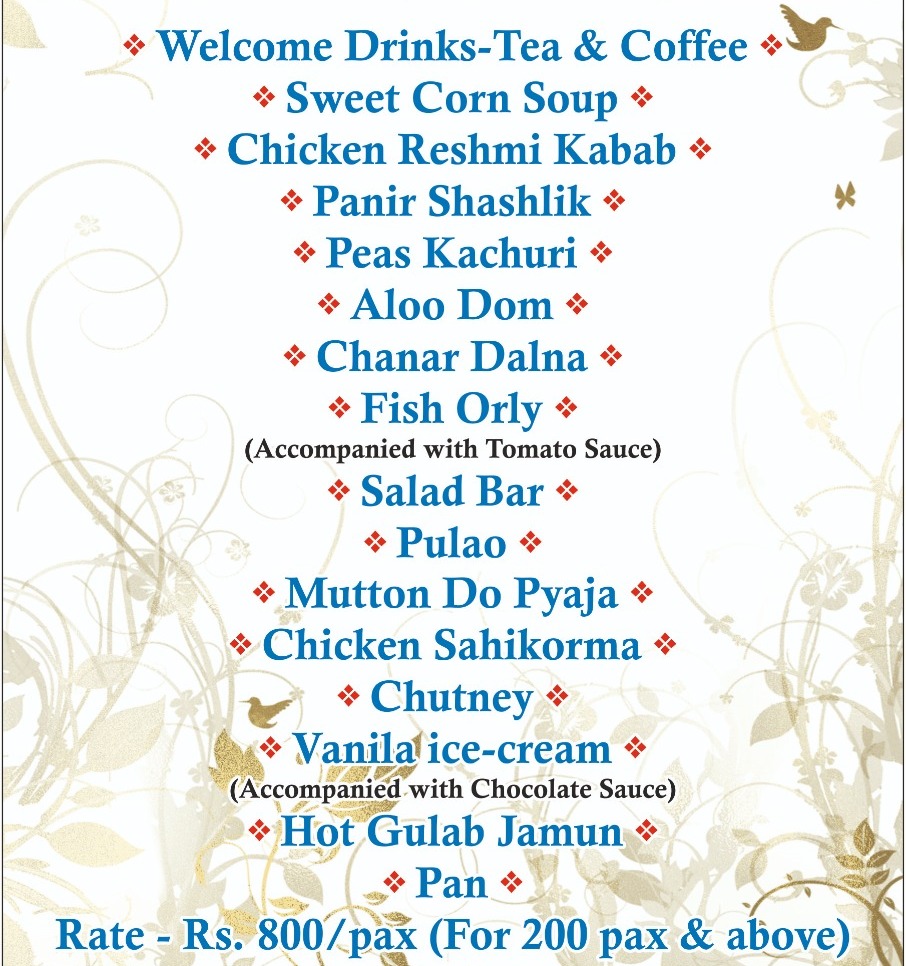 Welcome Drinks-Tea & Coffee
Sweet Corn Soup
Chicken Reshmi Kabab
Panir Shashlik
Peas Kachuri
Aloo Dom
Chanar Dalna
Fish Orly
(Accompanied with Tomato Sauce)
Salad Bar
Pulao
Mutton Do Pyaja
Chicken Sahikorma
Chutney
Vanila ice-cream
(Accompanied with Chocolate Sauce)
Hot Gulab Jamun
Pan
Rate - Rs. 800/pax (For 200 pax & above)